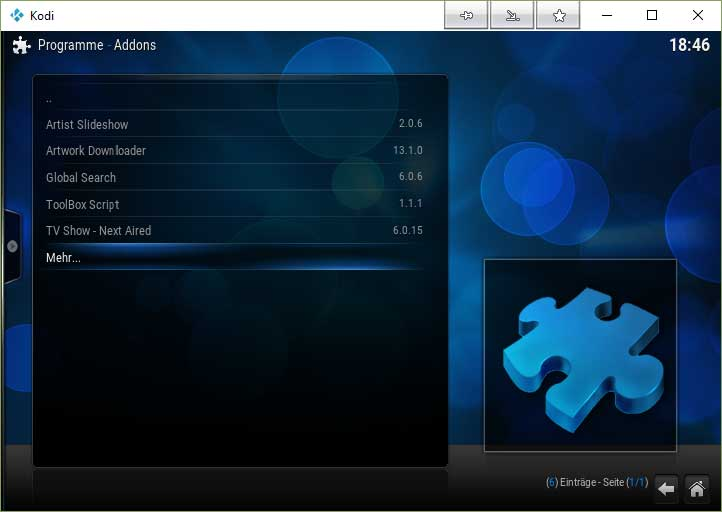 Kodi
Programme - Addons
18:46
..
Artist Slideshow 2.0.6
Artwork Downloader 13.1.0
Global Search 6.0.6
ToolBox Script 1.1.1
TV Show - Next Aired 6.0.15
Mehr...
(6) Einträge - Seite (1/1)